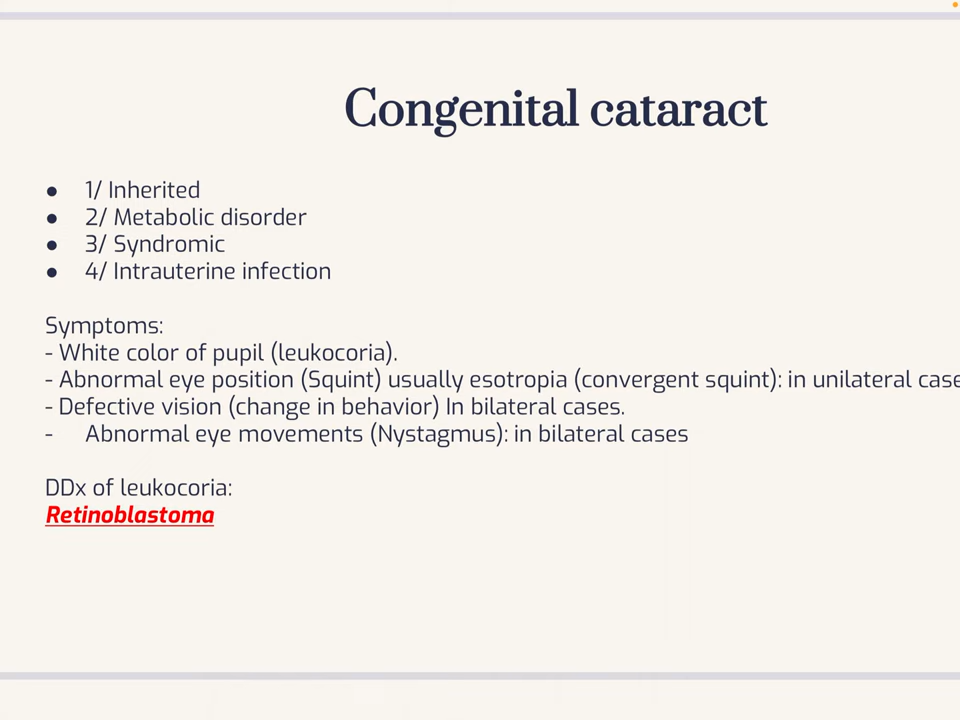 Congenital cataract
● 1/ Inherited
● 2/ Metabolic disorder
● 3/ Syndromic
● 4/ Intrauterine infection
Symptoms:
- White color of pupil (leukocoria).
- Abnormal eye position (Squint) usually esotropia (convergent squint): in unilateral case
- Defective vision (change in behavior) In bilateral cases.
- Abnormal eye movements (Nystagmus): in bilateral cases
DDx of leukocoria:
Retinoblastoma